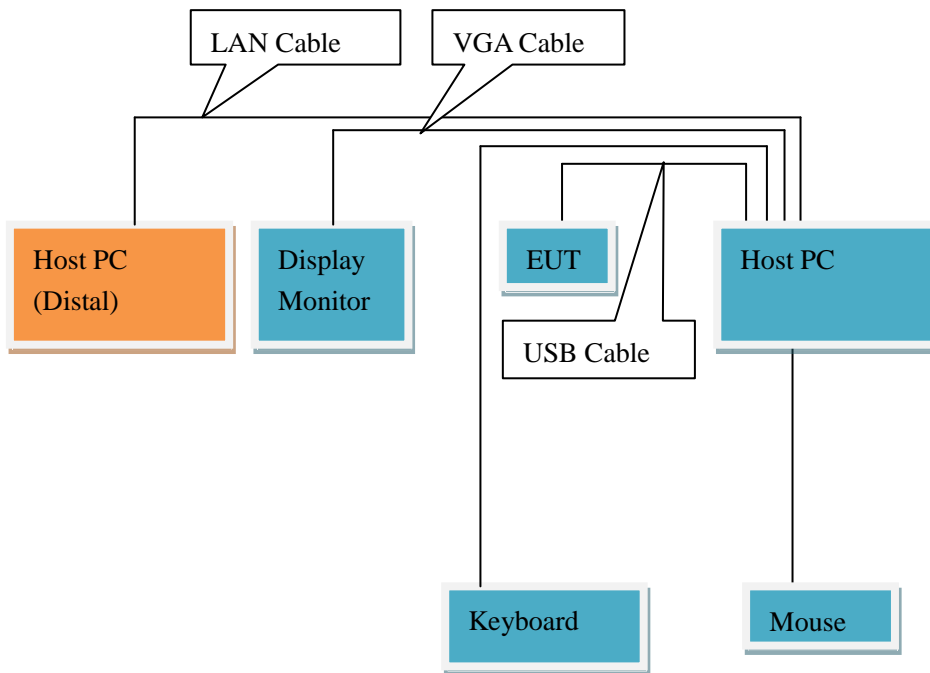 LAN Cable
VGA Cable
Host PC
(Distal)
Display
Monitor
EUT
Host PC
USB Cable
Keyboard
Mouse